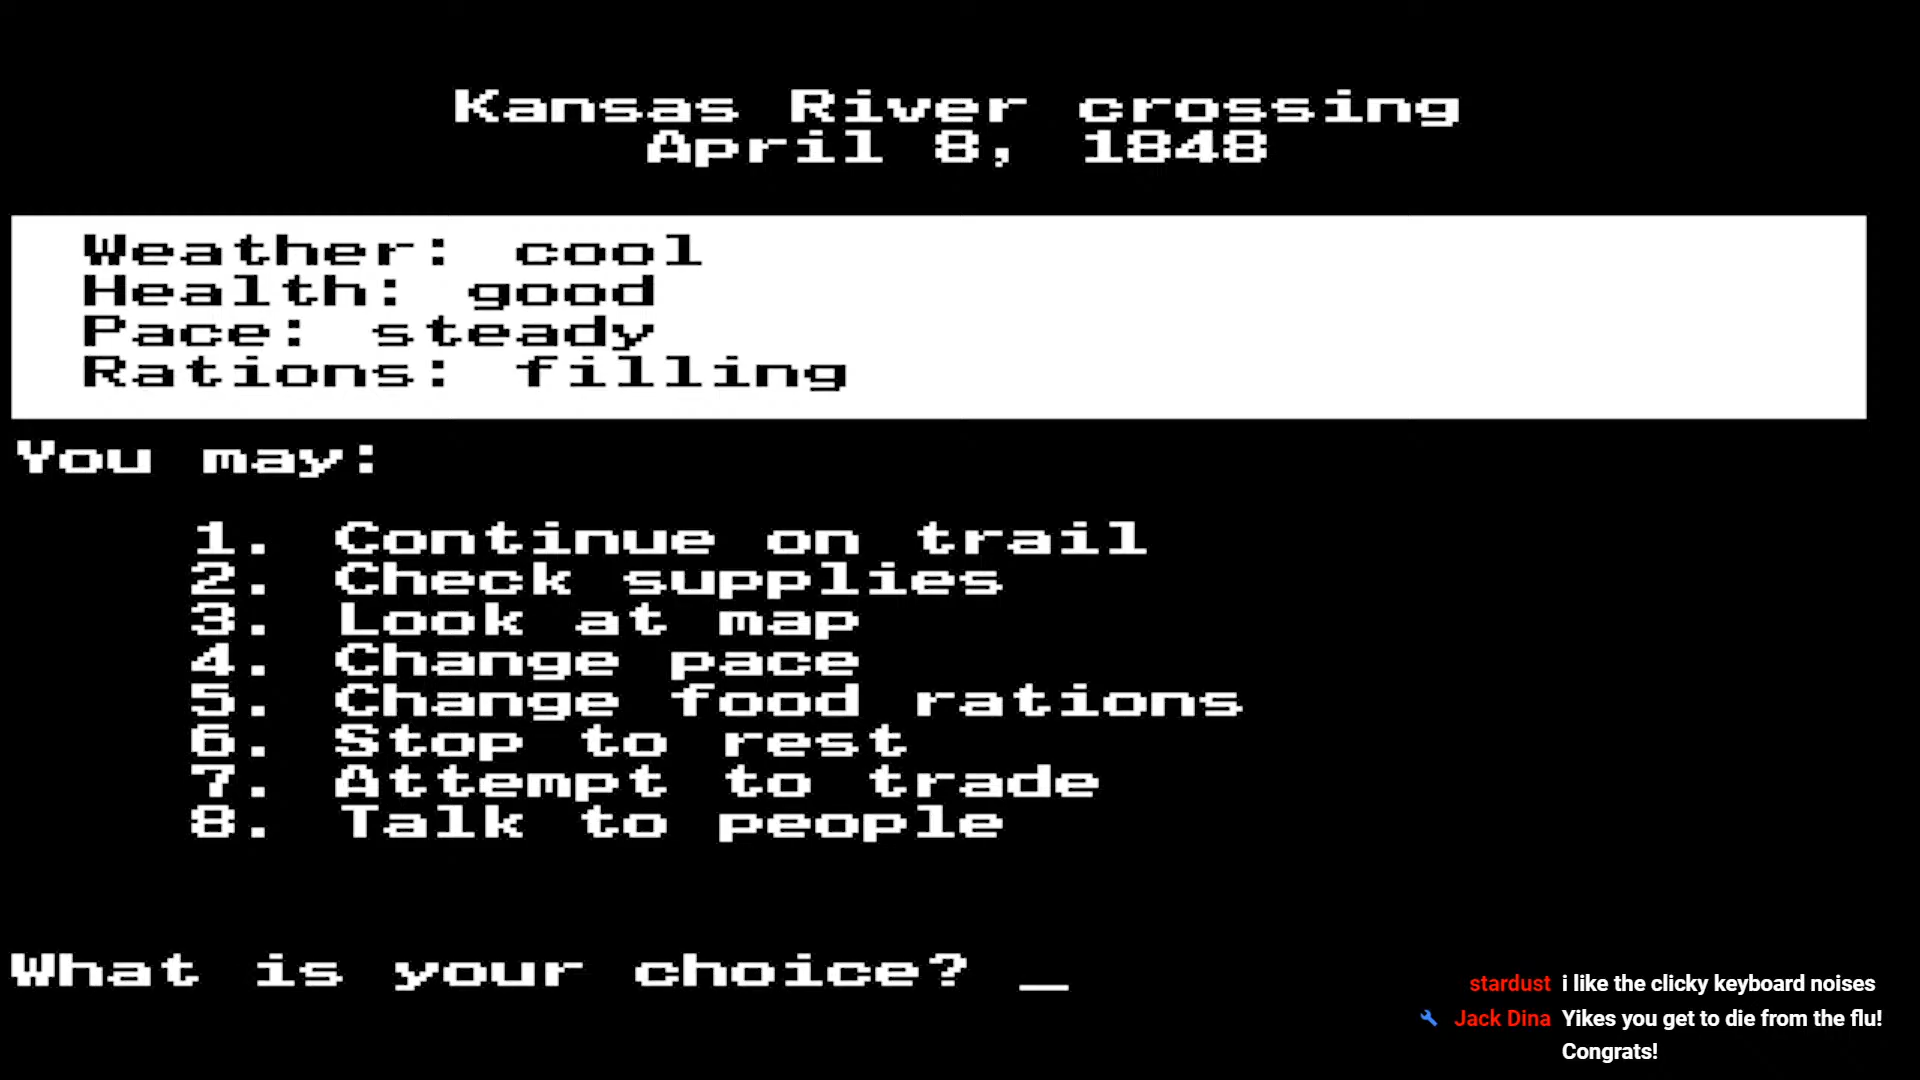 Kansas River crossing
April 8, 1848
Weather: cool
Health: good
Pace: steady
Rations: filling
You may:
1. Continue on trail
2. Check supplies
3. Look at map
4. Change pace
5. Change food rations
6. Stop to rest
7. Attempt to trade
8. Talk to people
What is your choice? _
stardust i like the clicky keyboard noises
Jack Dina Yikes you get to die from the flu!
Congrats!